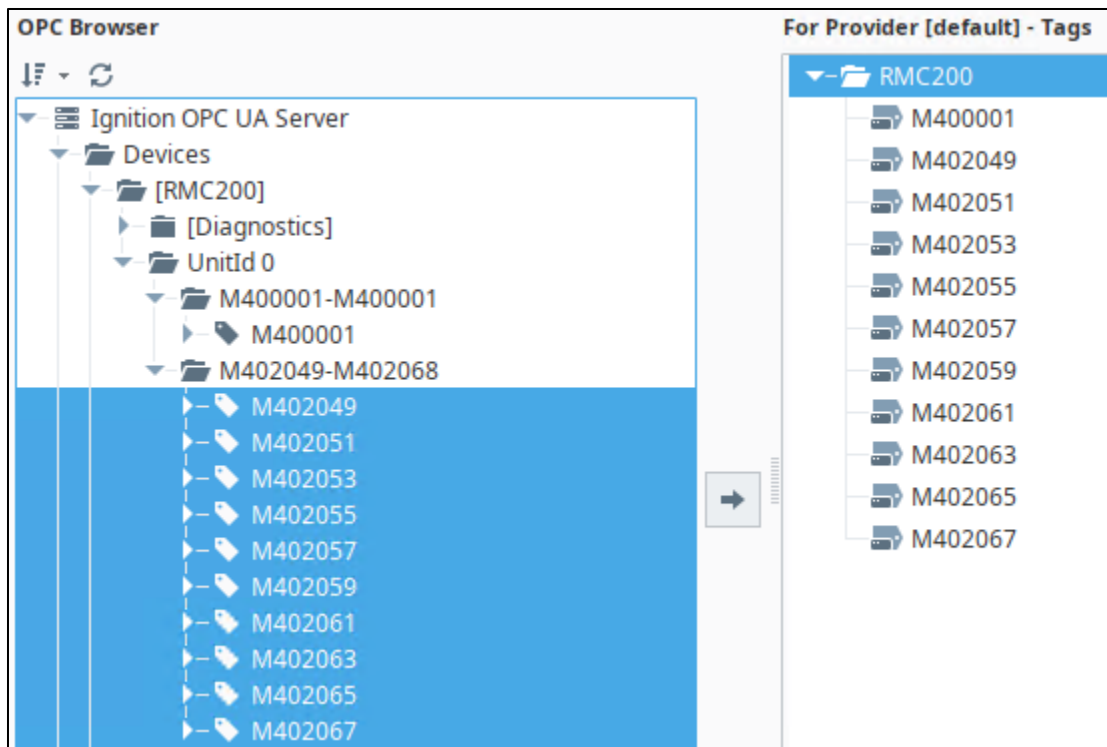 OPC Browser
Ignition OPC UA Server
Devices
[RMC200]
[Diagnostics]
UnitId 0
M400001-M400001
M400001
M402049-M402068
M402049
M402051
M402053
M402055
M402057
M402059
M402061
M402063
M402065
M402067
For Provider [default] - Tags
RMC200
M400001
M402049
M402051
M402053
M402055
M402057
M402059
M402061
M402063
M402065
M402067